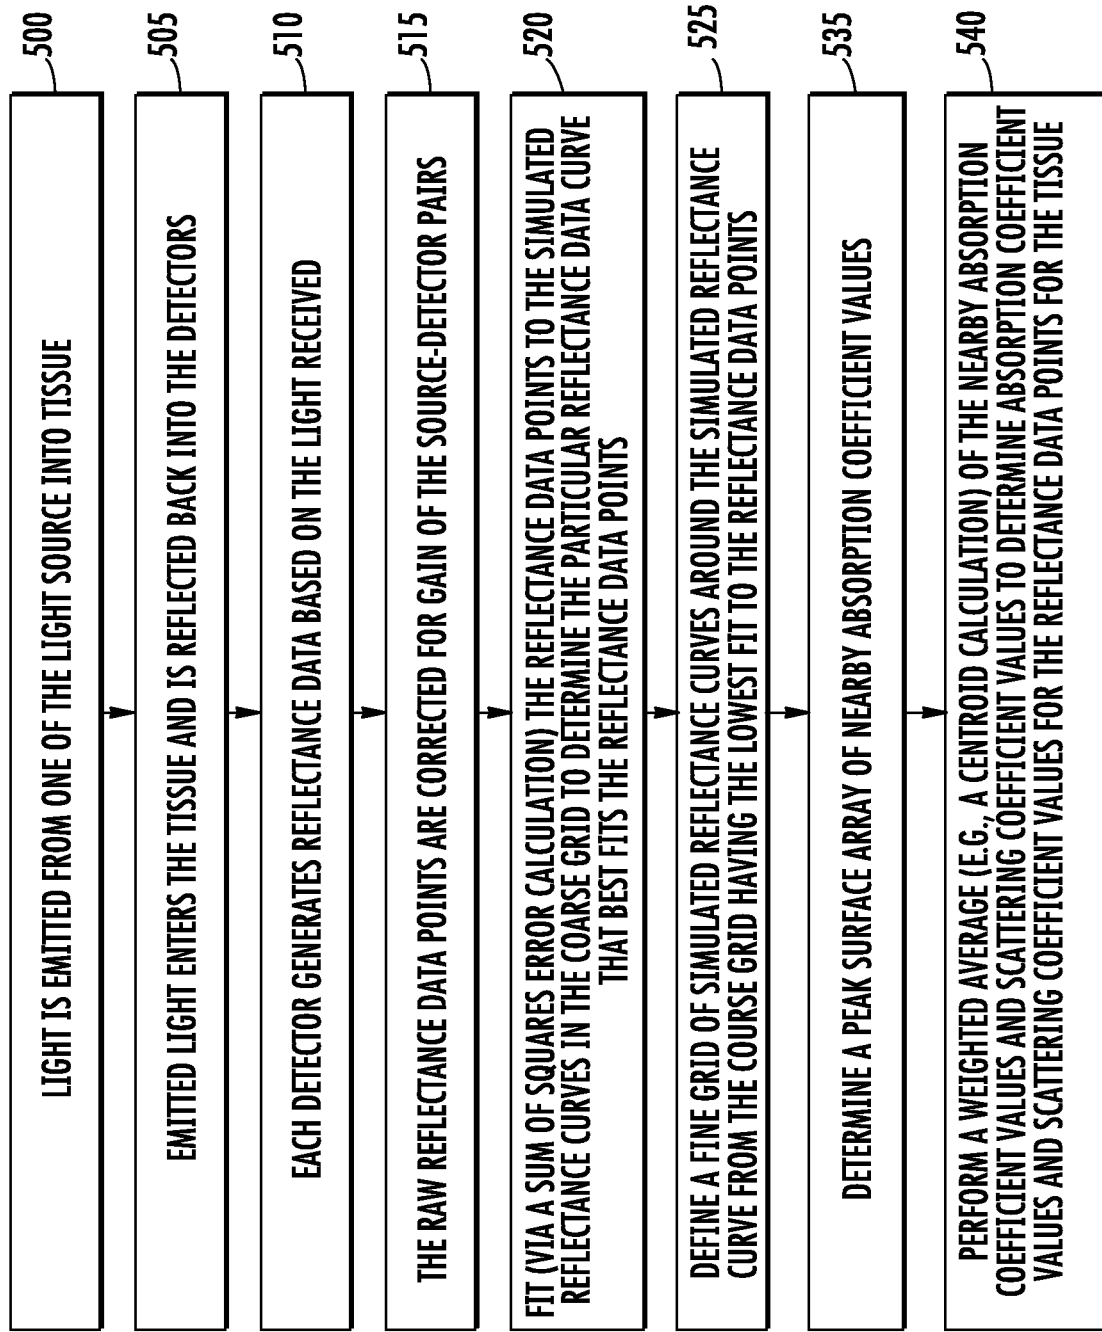 500
LIGHT IS EMITTED FROM ONE OF THE LIGHT SOURCE INTO TISSUE
505
EMITTED LIGHT ENTERS THE TISSUE AND IS REFLECTED BACK INTO THE DETECTORS
510
EACH DETECTOR GENERATES REFLECTANCE DATA BASED ON THE LIGHT RECEIVED
515
THE RAW REFLECTANCE DATA POINTS ARE CORRECTED FOR GAIN OF THE SOURCE-DETECTOR PAIRS
520
FIT (VIA A SUM OF SQUARES ERROR CALCULATION) THE REFLECTANCE DATA POINTS TO THE SIMULATED
REFLECTANCE CURVES IN THE COARSE GRID TO DETERMINE THE PARTICULAR REFLECTANCE DATA CURVE
THAT BEST FITS THE REFLECTANCE DATA POINTS
525
DEFINE A FINE GRID OF SIMULATED REFLECTANCE CURVES AROUND THE SIMULATED REFLECTANCE
CURVE FROM THE COURSE GRID HAVING THE LOWEST FIT TO THE REFLECTANCE DATA POINTS
535
DETERMINE A PEAK SURFACE ARRAY OF NEARBY ABSORPTION COEFFICIENT VALUES
540
PERFORM A WEIGHTED AVERAGE (E.G., A CENTROID CALCULATION) OF THE NEARBY ABSORPTION
COEFFICIENT VALUES AND SCATTERING COEFFICIENT VALUES TO DETERMINE ABSORPTION COEFFICIENT
VALUES AND SCATTERING COEFFICIENT VALUES FOR THE REFLECTANCE DATA POINTS FOR THE TISSUE